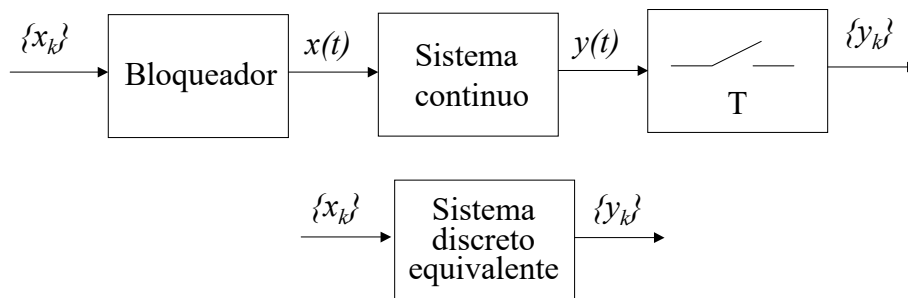 {x_k}
Bloqueador
x(t)
Sistema
continuo
y(t)
T
{y_k}
{x_k}
Sistema
discreto
equivalente
{y_k}